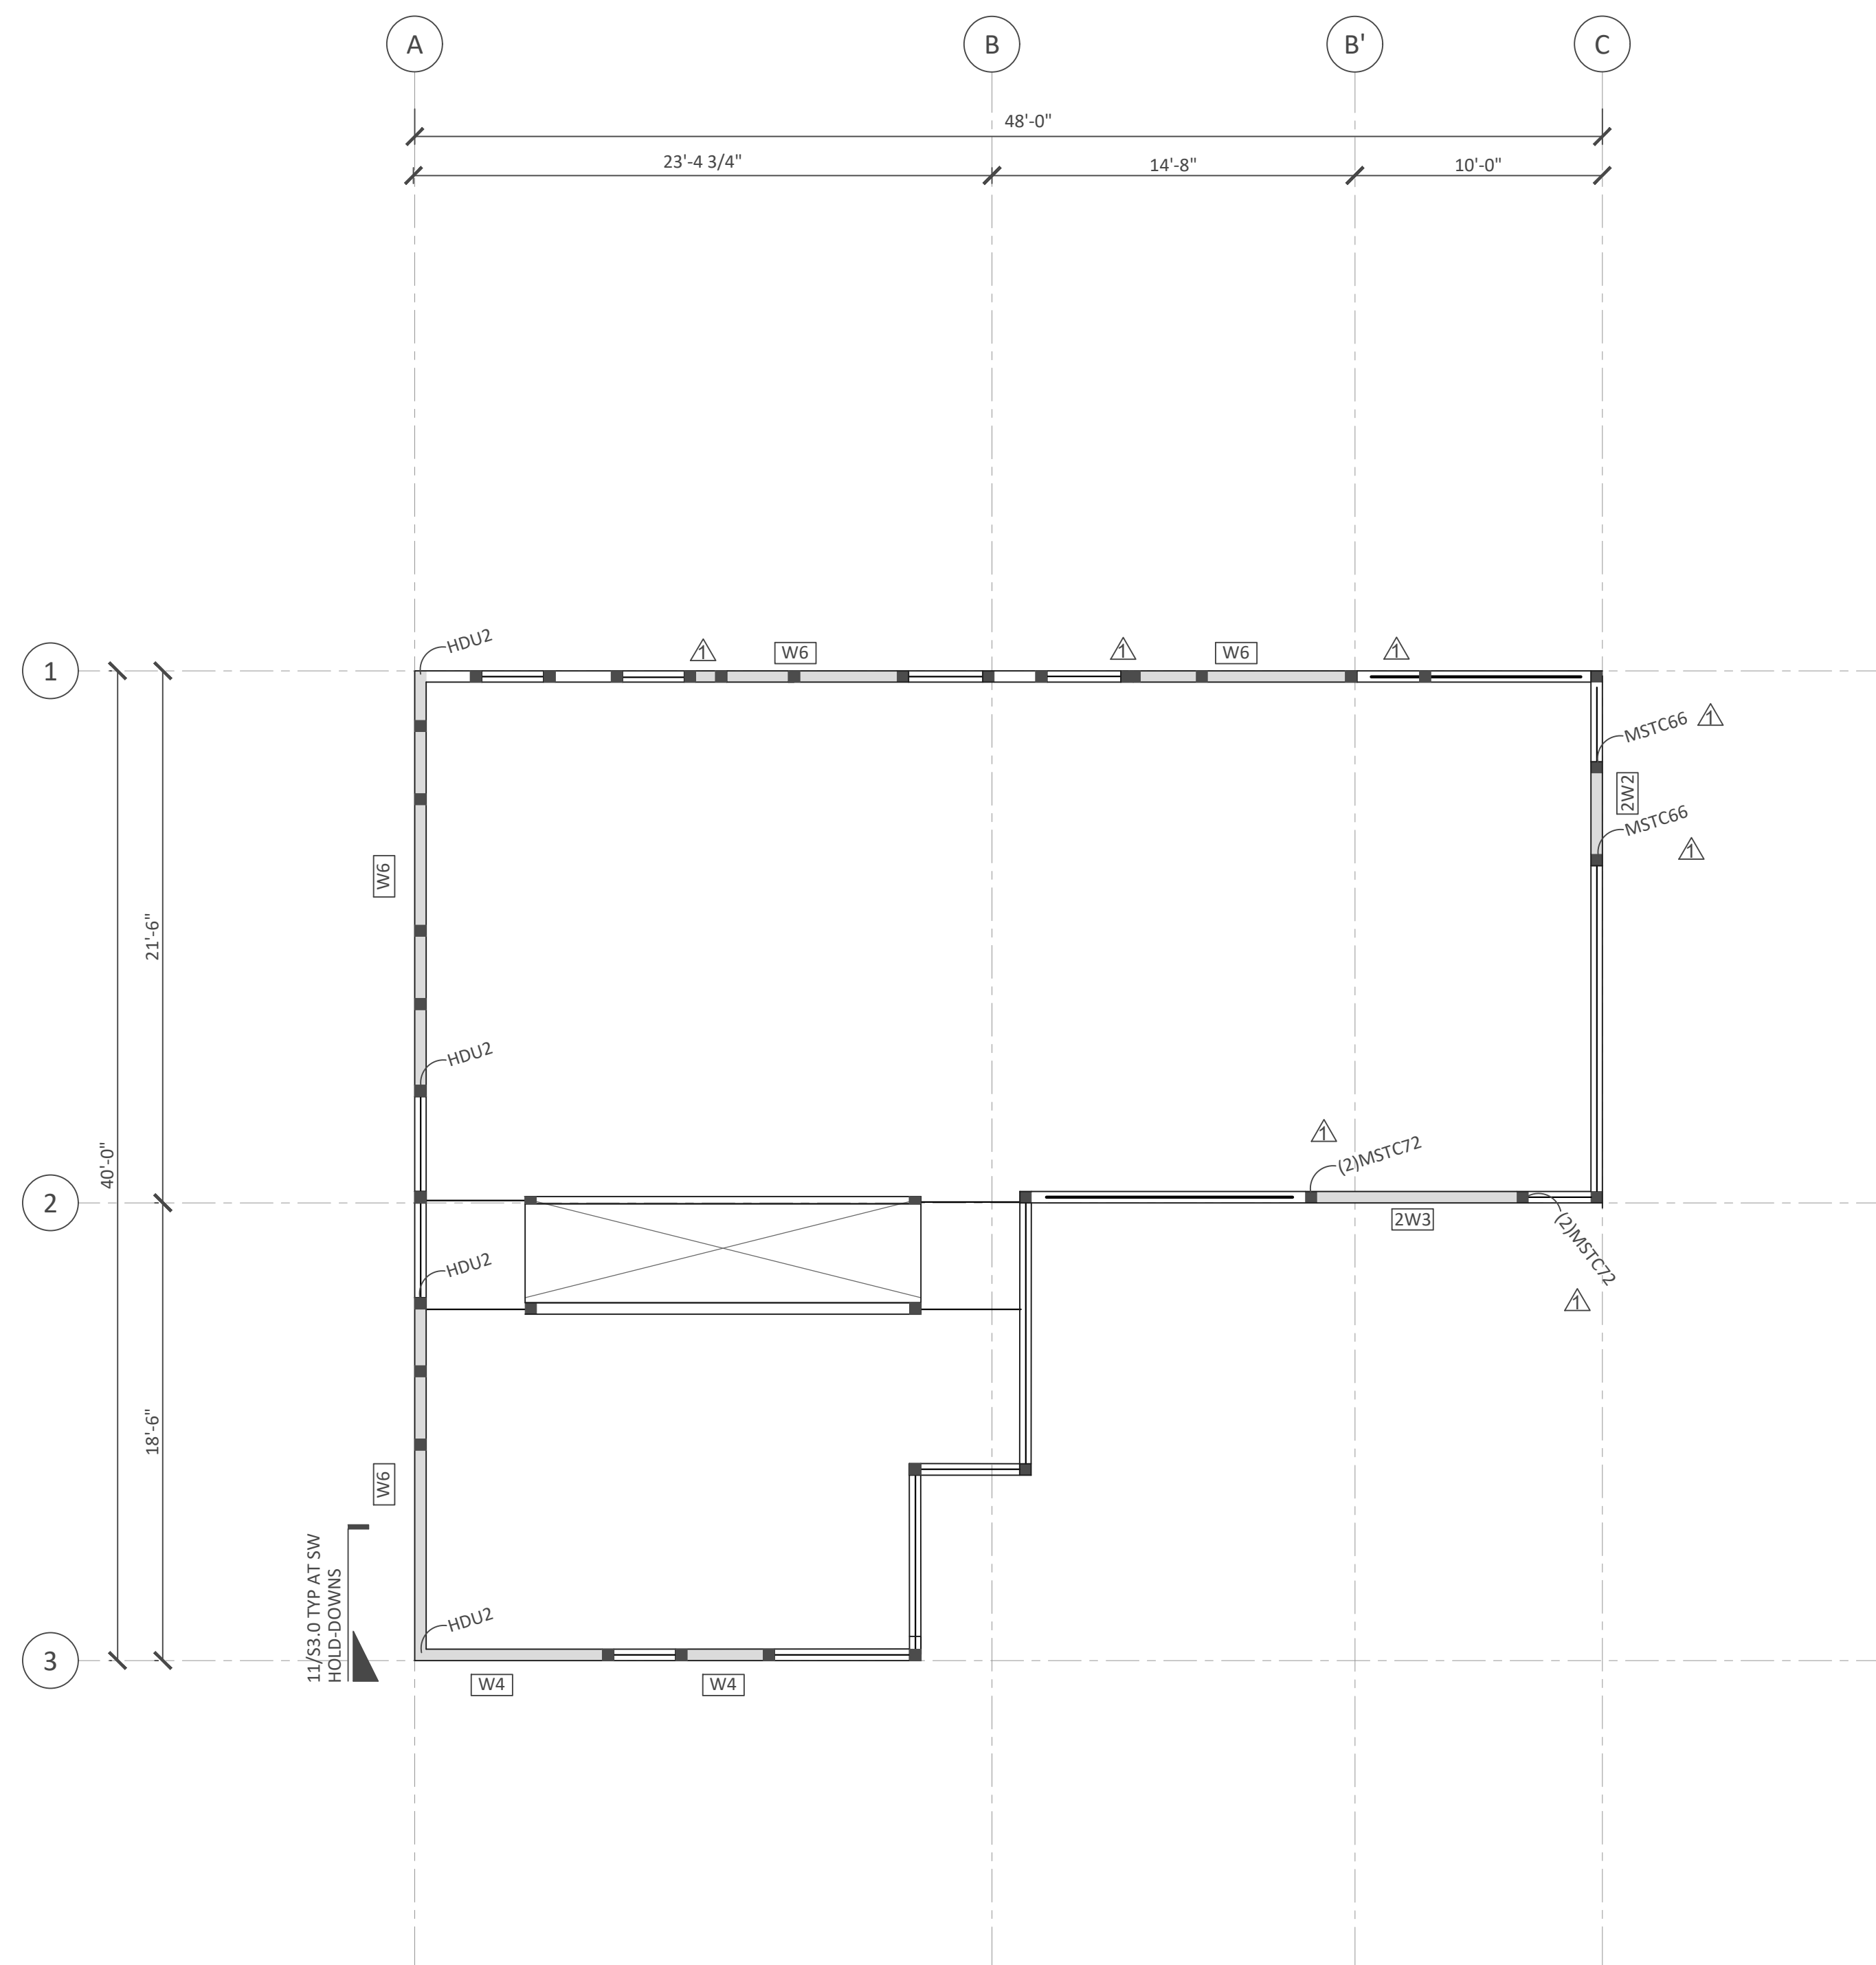 A
B
B'
C
48'-0"
23'-4 3/4"
14'-8"
10'-0"
1
HDU2
1
W6
1
W6
1
MSTC66
1
2W2
MSTC66
1
W6
21'-6"
HDU2
40'-0"
1
(2)MSTC72
2
2W3
(2)MSTC72
1
HDU2
18'-6"
W6
11/S3.0 TYP AT SW
HOLD-DOWNS
HDU2
3
W4
W4